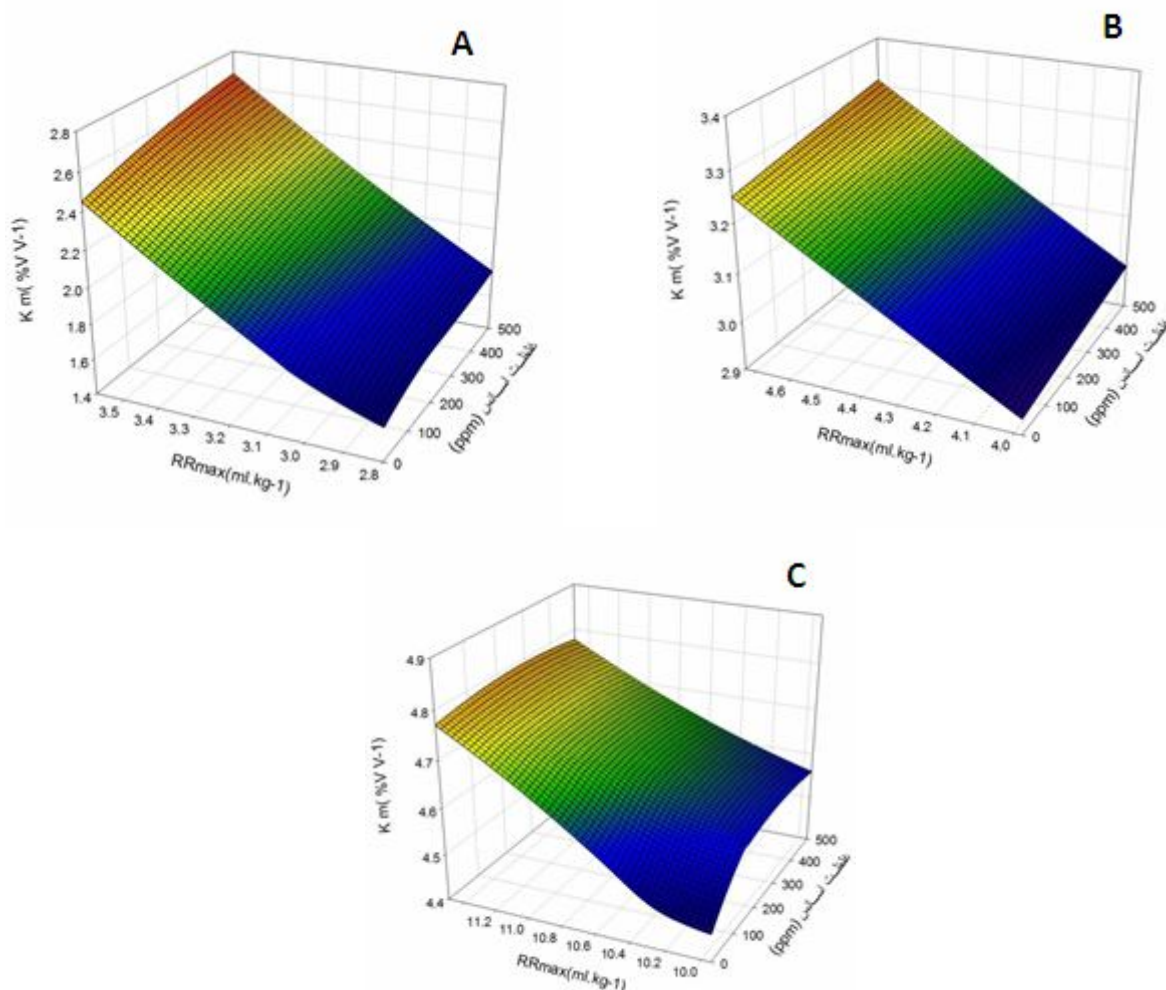 A
2.8
2.6
2.4
2.2
2.0
1.8
1.6
1.4
K m( %V V-1)
3.5 3.4 3.3 3.2 3.1 3.0 2.9 2.8
RRmax(ml.kg-1)
0 100 200 300 400 500
(ppm)
B
3.4
3.3
3.2
3.1
3.0
2.9
K m( %V V-1)
4.6 4.5 4.4 4.3 4.2 4.1 4.0
RRmax(ml.kg-1)
0 100 200 300 400 500
(ppm)
C
4.9
4.8
4.7
4.6
4.5
4.4
K m( %V V-1)
11.2 11.0 10.8 10.6 10.4 10.2 10.0
RRmax(ml.kg-1)
0 100 200 300 400 500
(ppm)